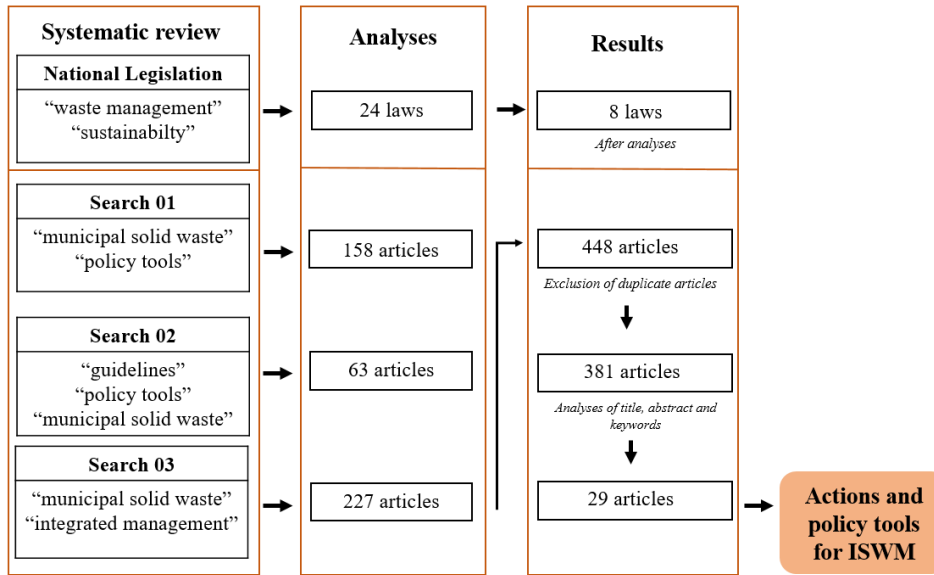 Systematic review
National Legislation
“waste management”
“sustainabilty”
Search 01
“municipal solid waste”
“policy tools”
Search 02
“guidelines”
“policy tools”
“municipal solid waste”
Search 03
“municipal solid waste”
“integrated management”
Analyses
24 laws
158 articles
63 articles
227 articles
Results
8 laws
After analyses
448 articles
Exclusion of duplicate articles
381 articles
Analyses of title, abstract and
keywords
29 articles
Actions and
policy tools
for ISWM